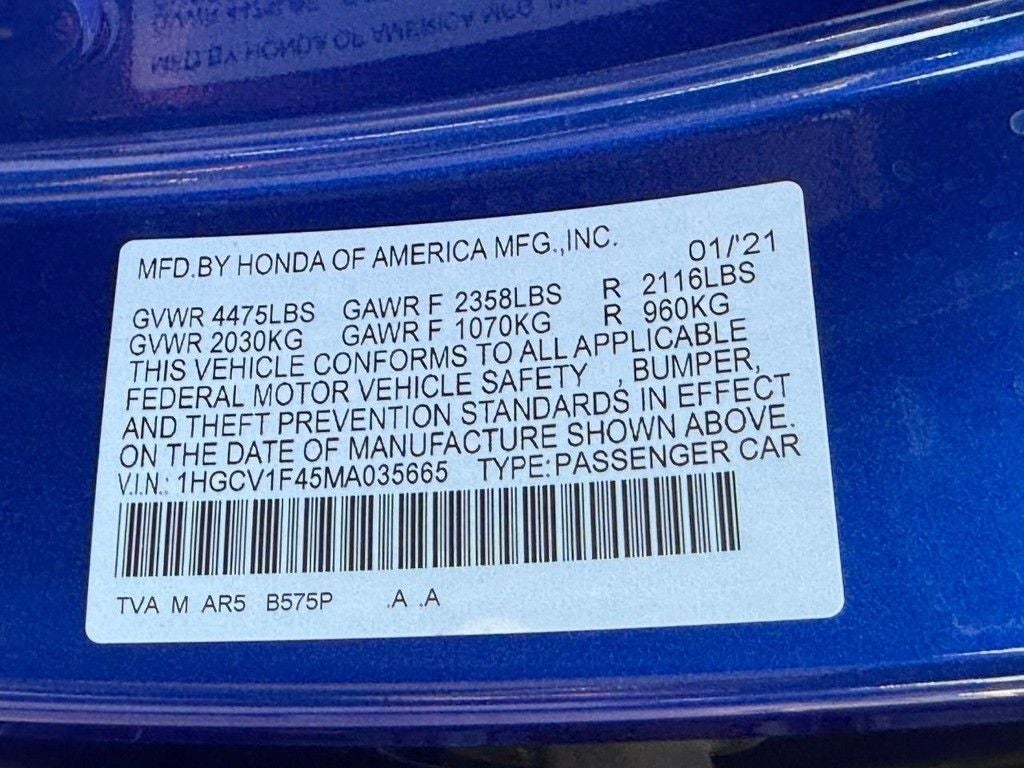 MFD.BY HONDA OF AMERICA MFG.,INC. 01/'21
GVWR 4475LBS GAWR F 2358LBS R 2116LBS
GVWR 2030KG GAWR F 1070KG R 960KG
THIS VEHICLE CONFORMS TO ALL APPLICABLE
FEDERAL MOTOR VEHICLE SAFETY , BUMPER,
AND THEFT PREVENTION STANDARDS IN EFFECT
ON THE DATE OF MANUFACTURE SHOWN ABOVE.
V.I.N.: 1HGCV1F45MA035665 TYPE:PASSENGER CAR
TVA M AR5 B575P .A .A